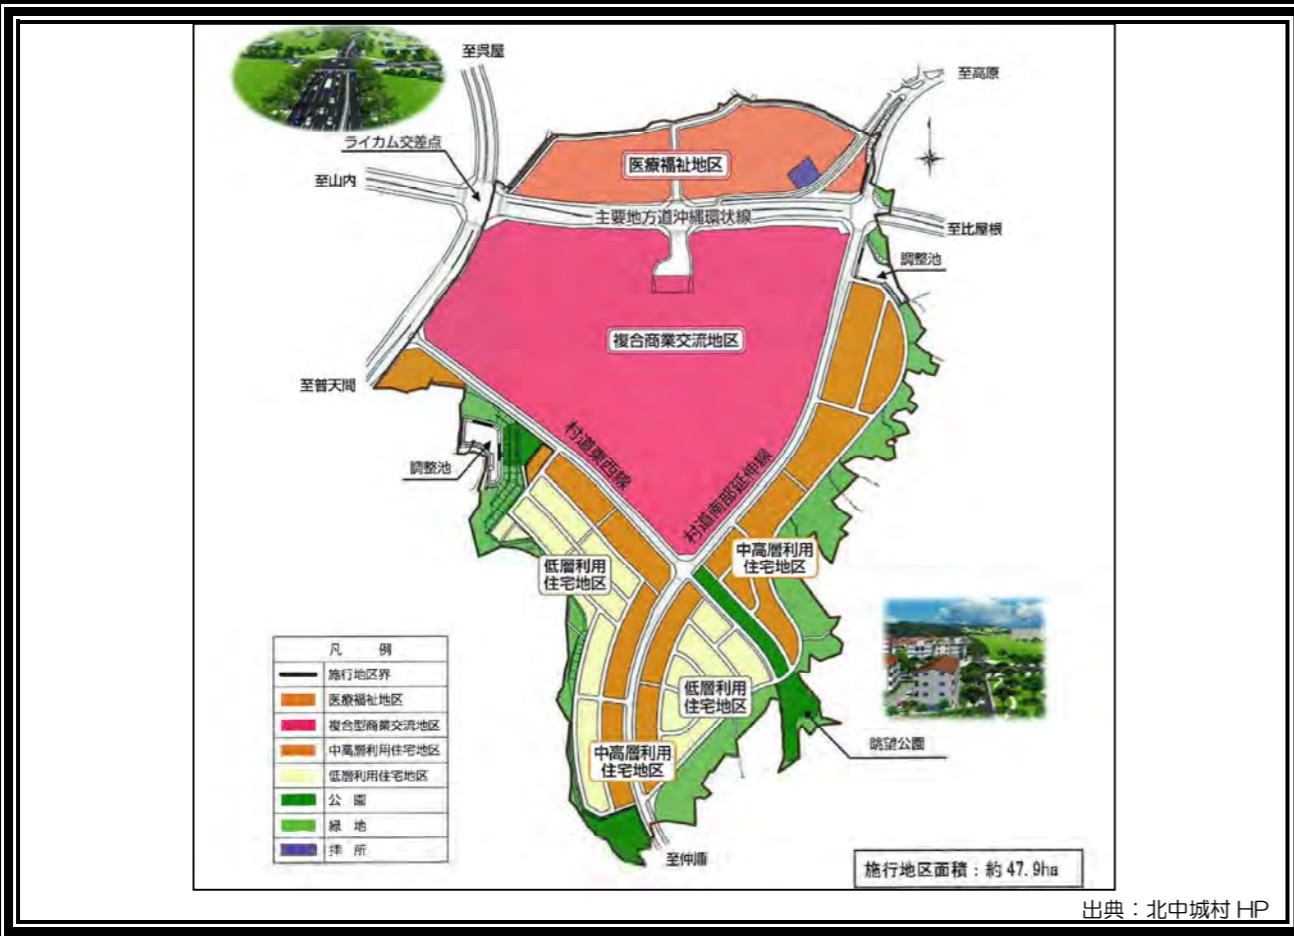 至呉屋
至高原
ライカム交差点
医療福祉地区
至山内
主要地方道沖縄環状線
至比屋根
調整池
複合商業交流地区
至普天間
村道東西線
調整池
村道南部延伸線
中高層利用
住宅地区
低層利用
住宅地区
低層利用
住宅地区
眺望公園
中高層利用
住宅地区
至仲順
凡 例
施行地区界
医療福祉地区
複合型商業交流地区
中高層利用住宅地区
低層利用住宅地区
公 園
緑 地
拝 所
施行地区面積：約47.9ha
出典：北中城村 HP